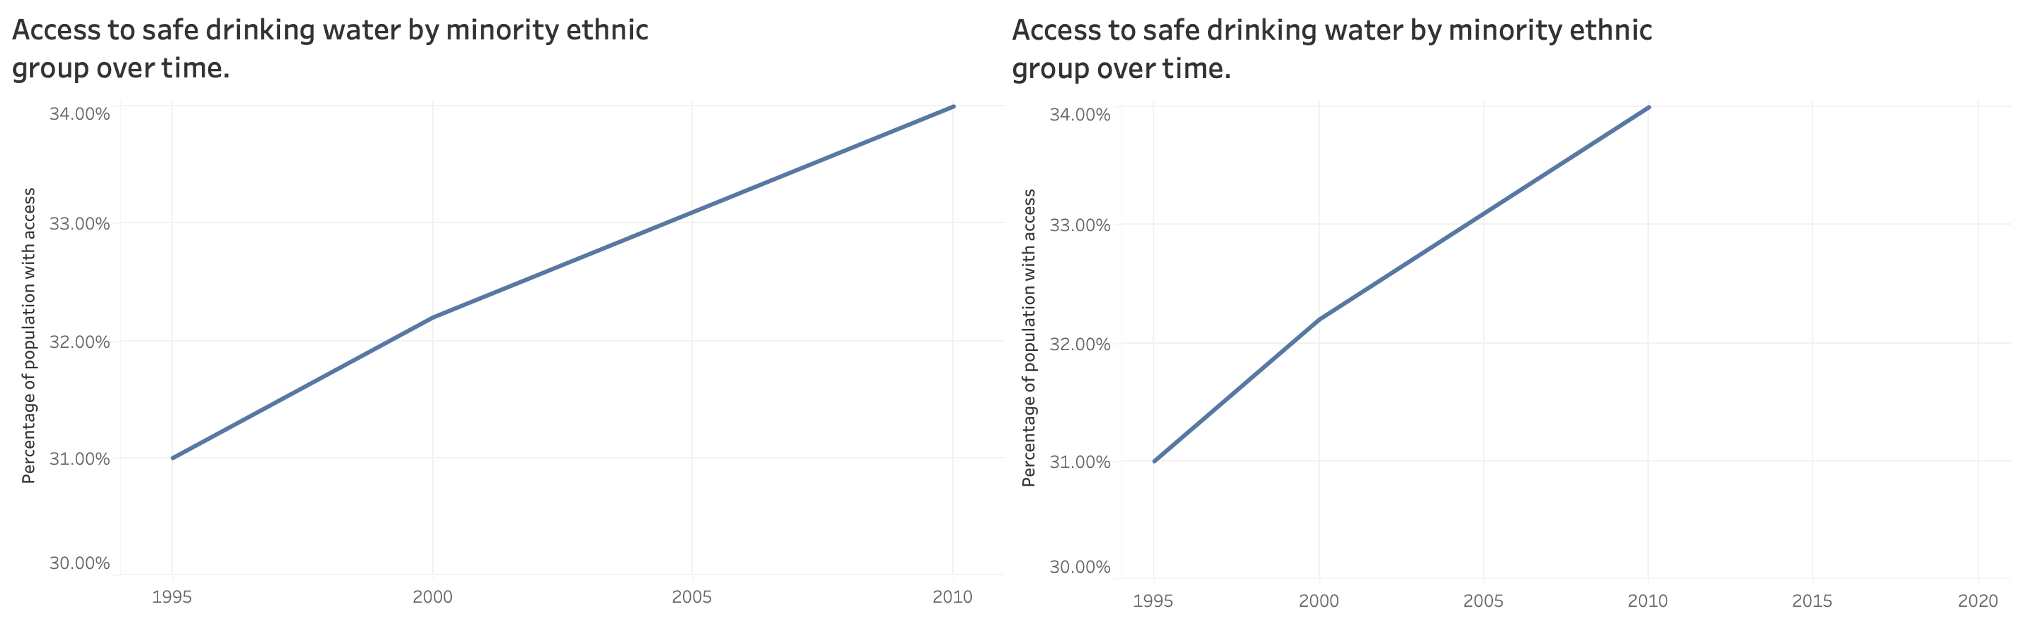 Access to safe drinking water by minority ethnic
group over time.
34.00%
33.00%
32.00%
31.00%
30.00%
Percentage of population with access
1995 2000 2005 2010
Access to safe drinking water by minority ethnic
group over time.
34.00%
33.00%
32.00%
31.00%
30.00%
Percentage of population with access
1995 2000 2005 2010 2015 2020